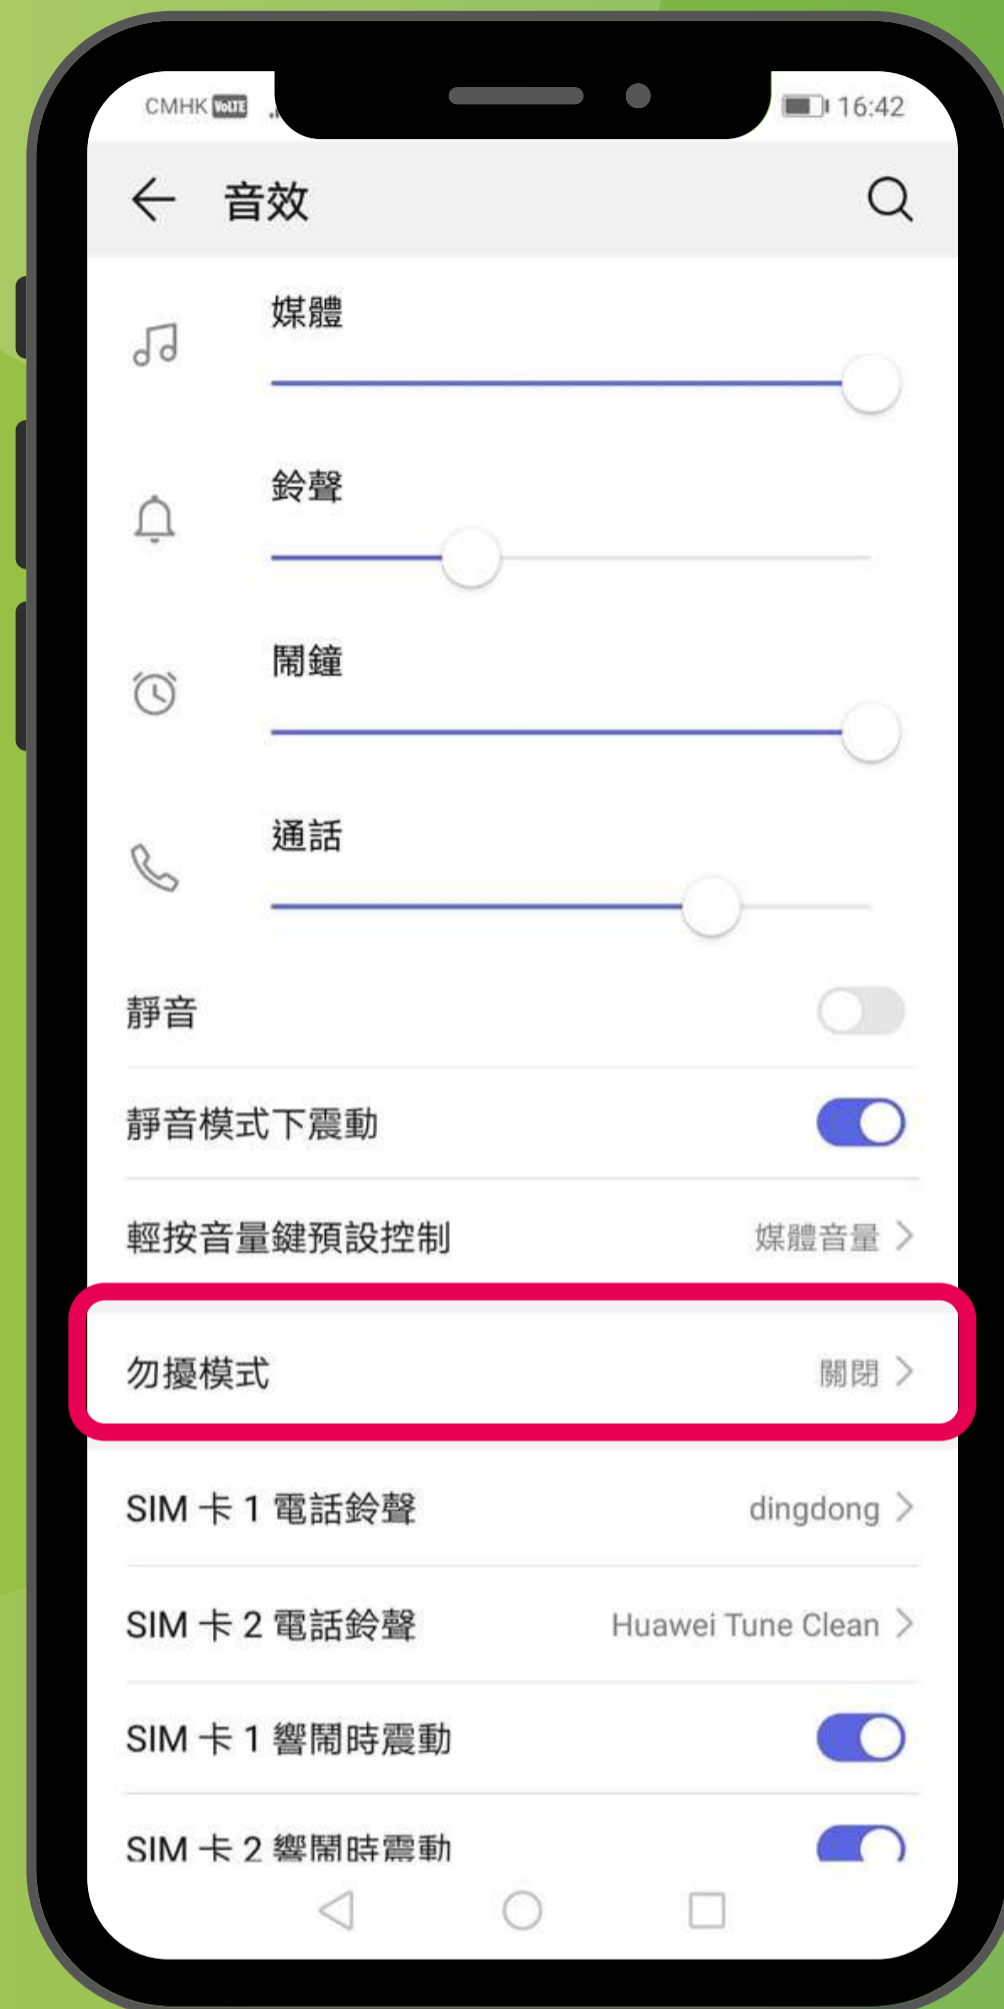 CMHK VoLTE 16:42
音效
媒體
鈴聲
鬧鐘
通話
靜音
靜音模式下震動
輕按音量鍵預設控制 媒體音量
勿擾模式 關閉
SIM 卡 1 電話鈴聲 dingdong
SIM 卡 2 電話鈴聲 Huawei Tune Clean
SIM 卡 1 響鬧時震動
SIM 卡 2 響鬧時震動